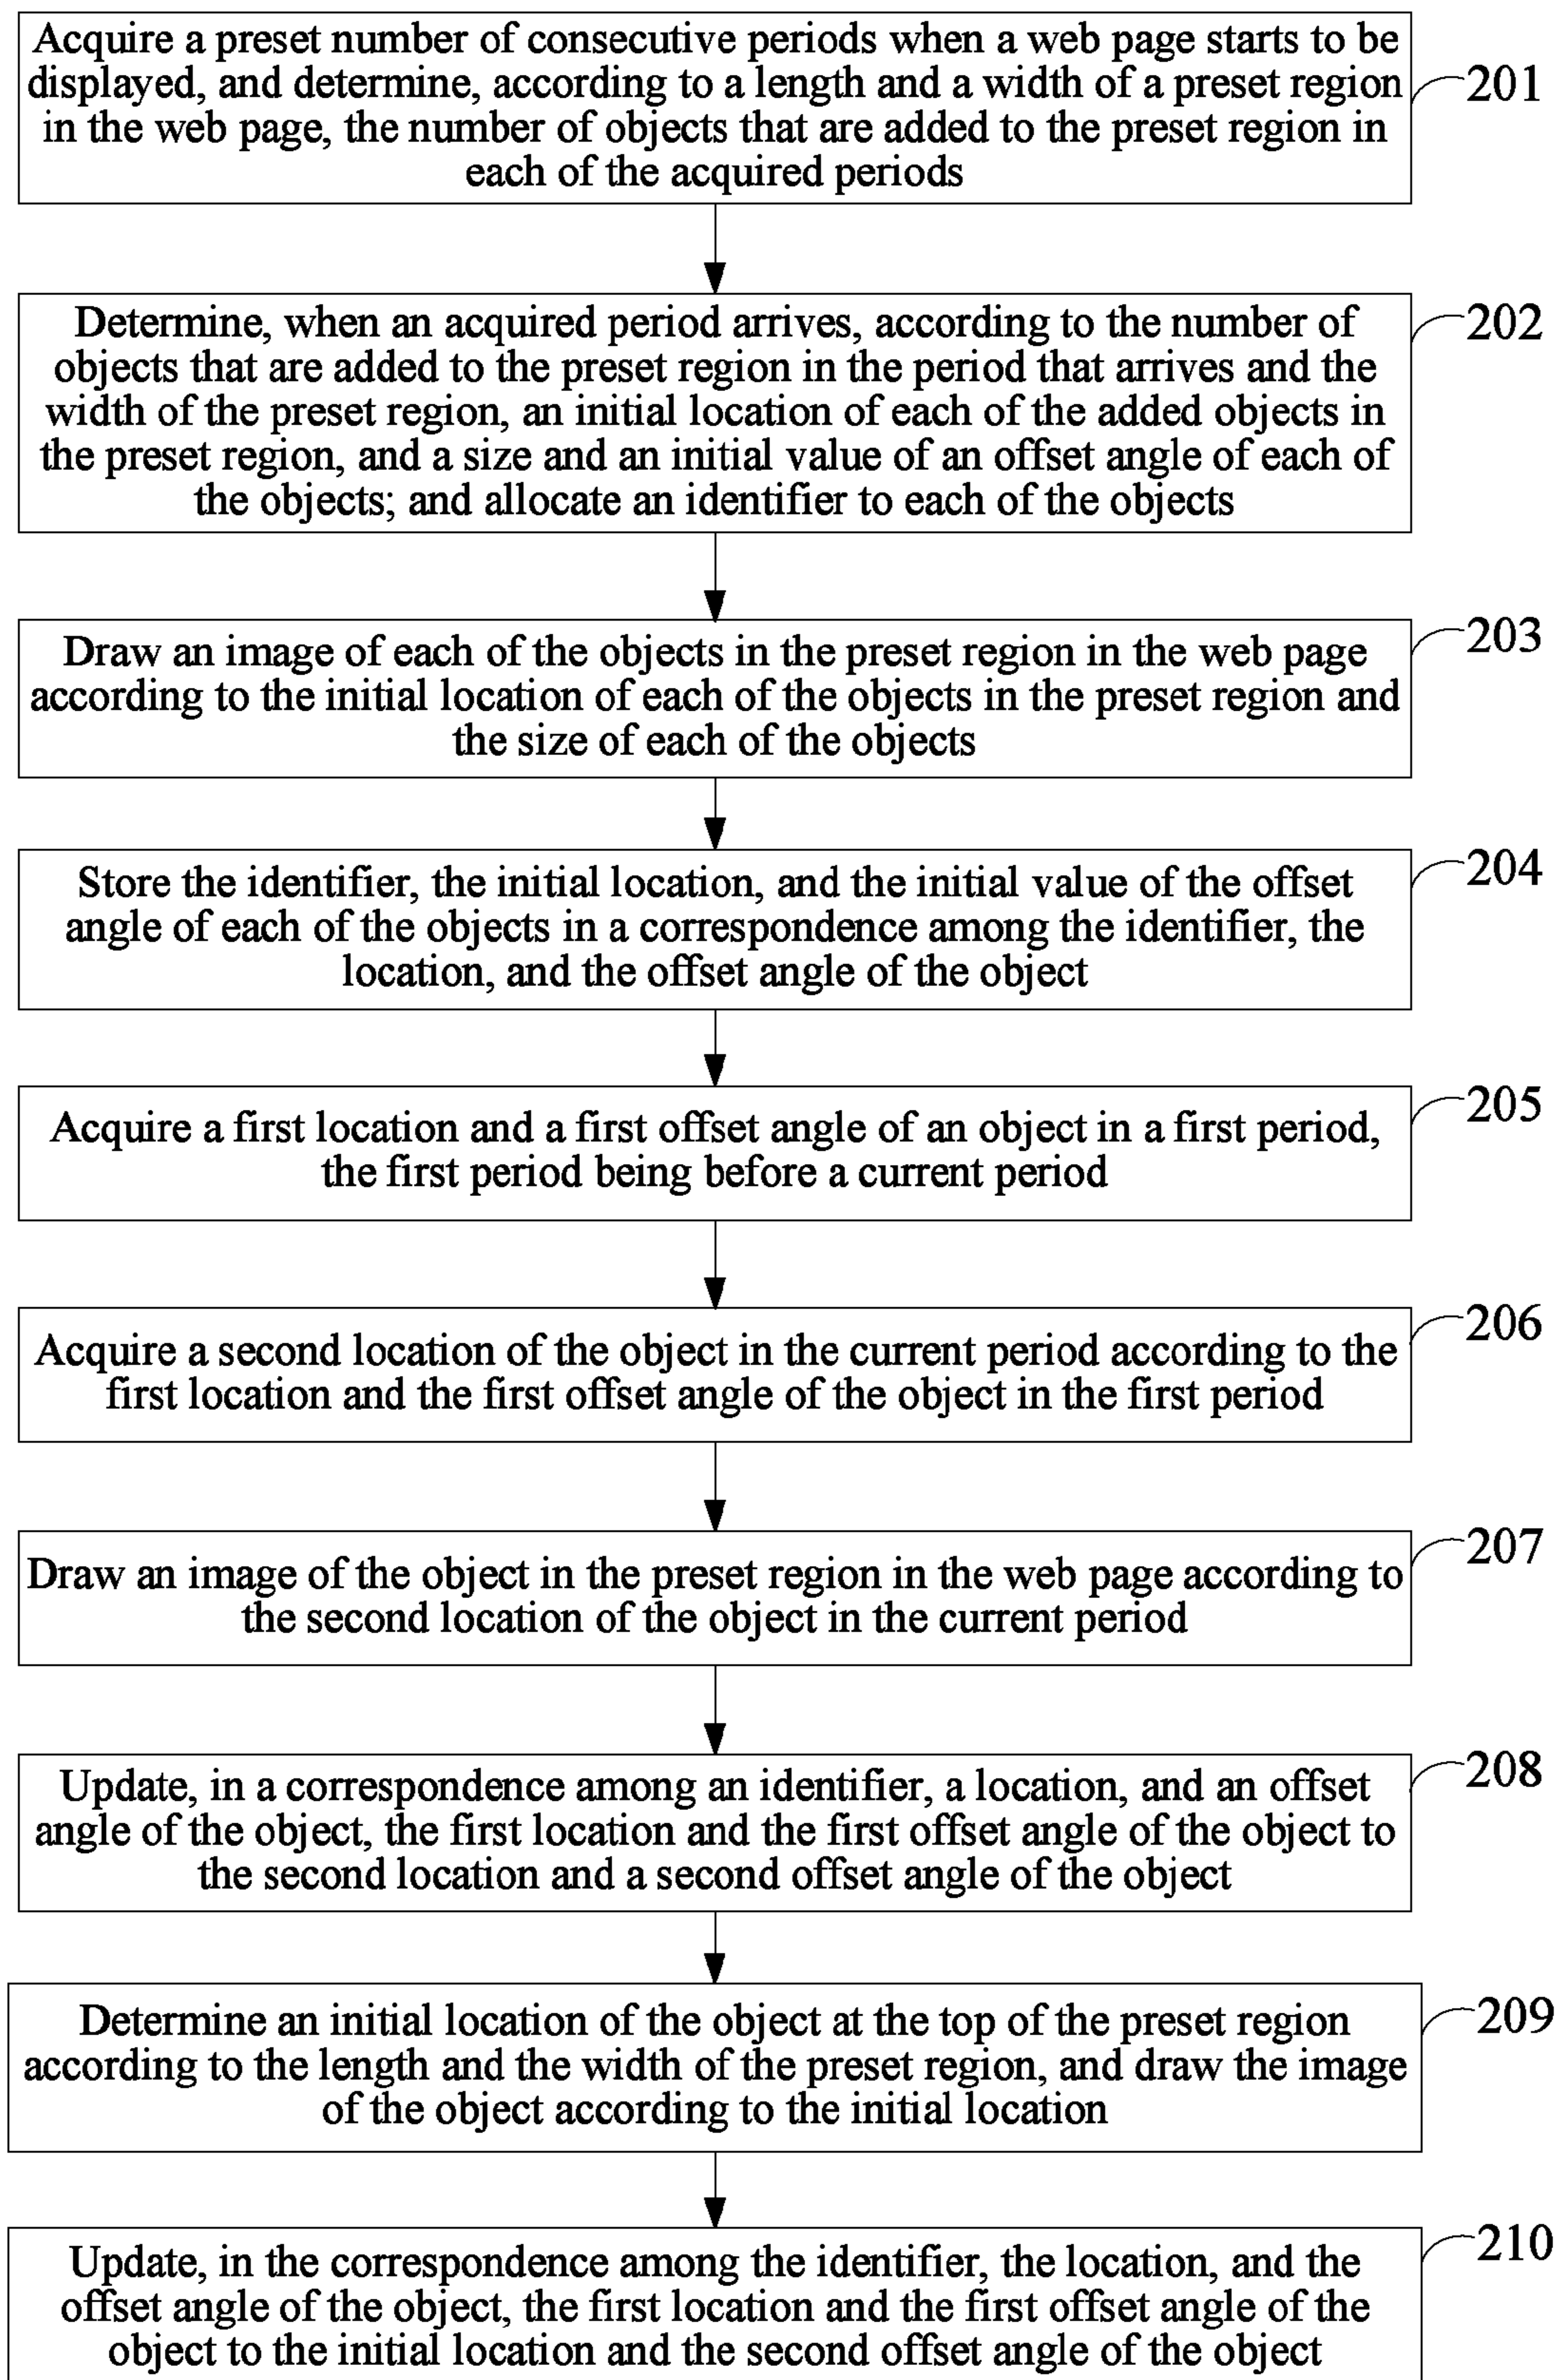 Acquire a preset number of consecutive periods when a web page starts to be
displayed, and determine, according to a length and a width of a preset region
in the web page, the number of objects that are added to the preset region in
each of the acquired periods
201
Determine, when an acquired period arrives, according to the number of
objects that are added to the preset region in the period that arrives and the
width of the preset region, an initial location of each of the added objects in
the preset region, and a size and an initial value of an offset angle of each of
the objects; and allocate an identifier to each of the objects
202
Draw an image of each of the objects in the preset region in the web page
according to the initial location of each of the objects in the preset region and
the size of each of the objects
203
Store the identifier, the initial location, and the initial value of the offset
angle of each of the objects in a correspondence among the identifier, the
location, and the offset angle of the object
204
Acquire a first location and a first offset angle of an object in a first period,
the first period being before a current period
205
Acquire a second location of the object in the current period according to the
first location and the first offset angle of the object in the first period
206
Draw an image of the object in the preset region in the web page according to
the second location of the object in the current period
207
Update, in a correspondence among an identifier, a location, and an offset
angle of the object, the first location and the first offset angle of the object to
the second location and a second offset angle of the object
208
Determine an initial location of the object at the top of the preset region
according to the length and the width of the preset region, and draw the image
of the object according to the initial location
209
Update, in the correspondence among the identifier, the location, and the
offset angle of the object, the first location and the first offset angle of the
object to the initial location and the second offset angle of the object
210